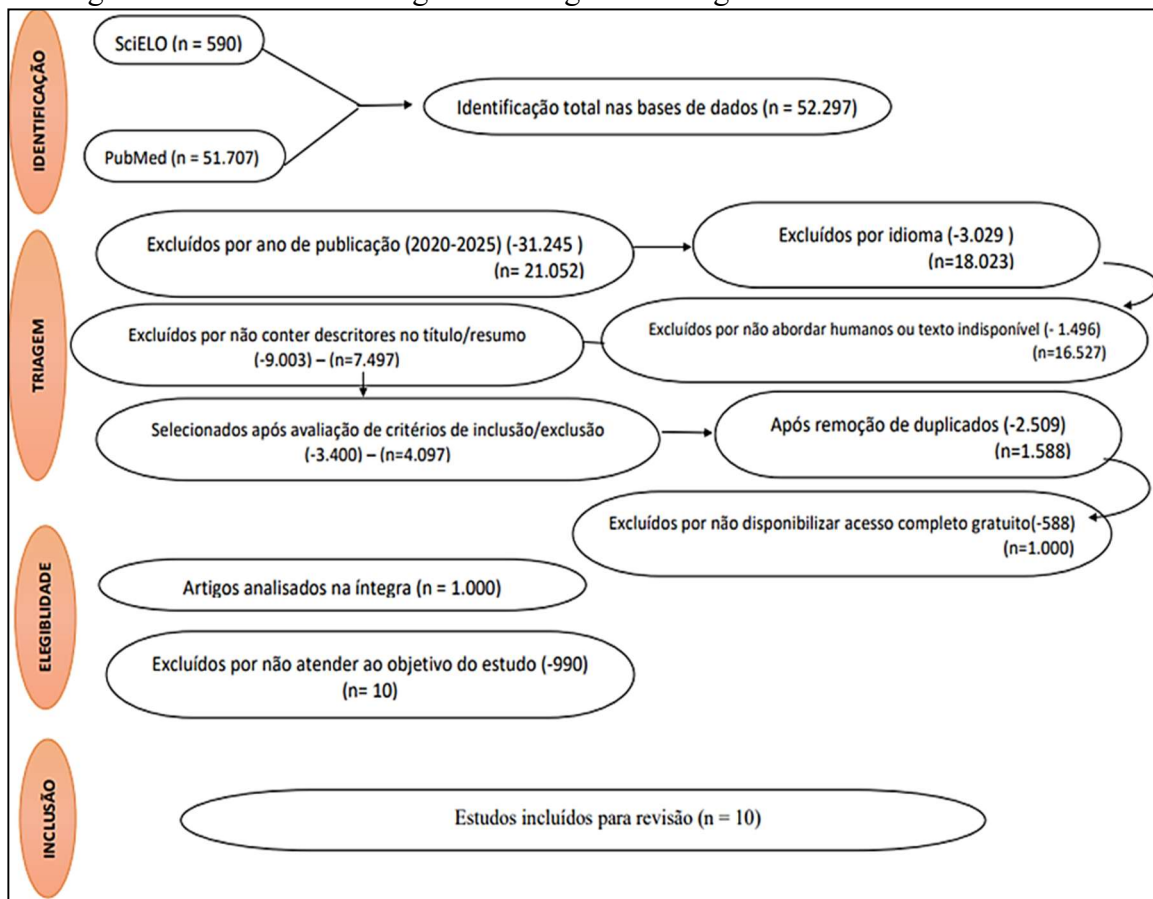 IDENTIFICAÇÃO
SciELO (n = 590)
PubMed (n = 51.707)
Identificação total nas bases de dados (n = 52.297)
TRIAGEM
Excluídos por ano de publicação (2020-2025) (-31.245 )
(n= 21.052)
Excluídos por idioma (-3.029 )
(n=18.023)
Excluídos por não abordar humanos ou texto indisponível (- 1.496)
(n=16.527)
Excluídos por não conter descritores no título/resumo
(-9.003) – (n=7.497)
Selecionados após avaliação de critérios de inclusão/exclusão
(-3.400) – (n=4.097)
Após remoção de duplicados (-2.509)
(n=1.588)
Excluídos por não disponibilizar acesso completo gratuito(-588)
(n=1.000)
ELEGIBLIDADE
Artigos analisados na íntegra (n = 1.000)
Excluídos por não atender ao objetivo do estudo (-990)
(n= 10)
INCLUSÃO
Estudos incluídos para revisão (n = 10)